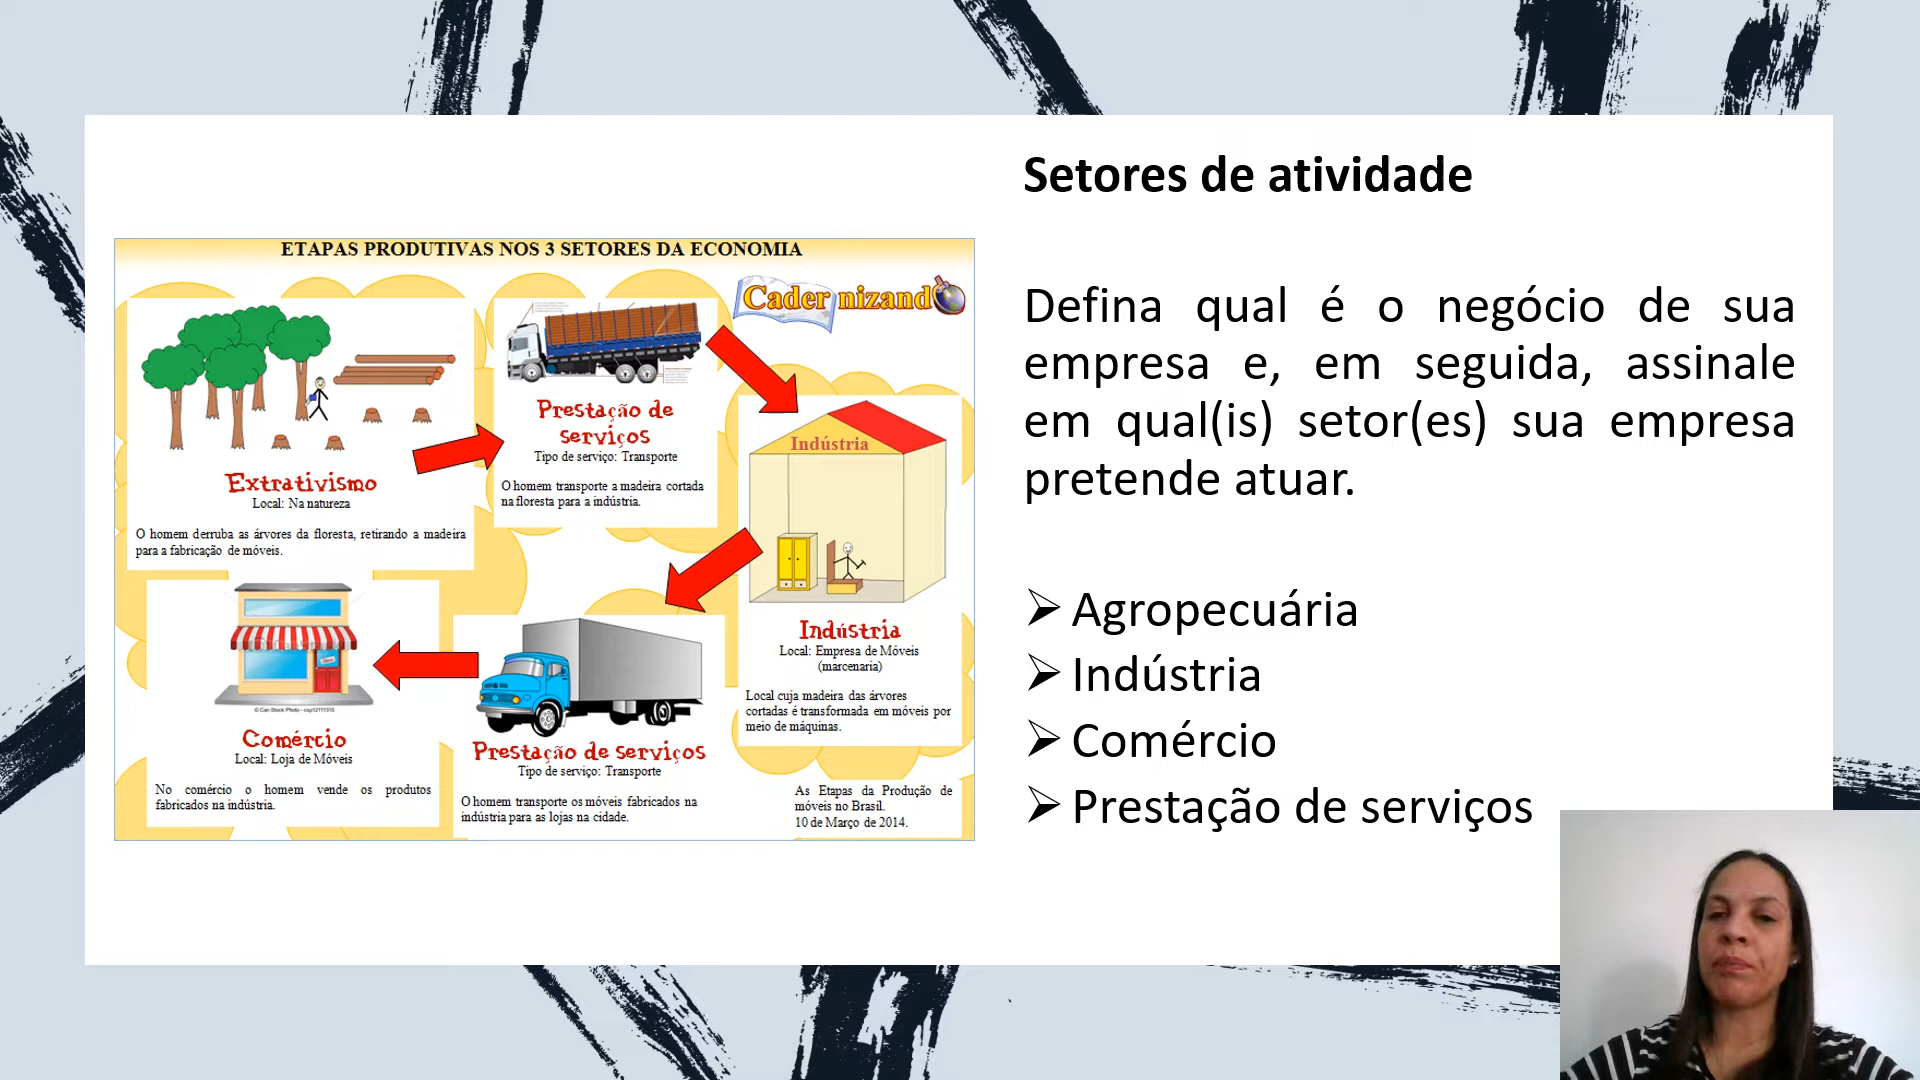 ETAPAS PRODUTIVAS NOS 3 SETORES DA ECONOMIA
Cadernizando
Extrativismo
Local: Na natureza
O homem derruba as árvores da floresta, retirando a madeira
para a fabricação de móveis.
Prestação de
serviços
Tipo de serviço: Transporte
O homem transporte a madeira cortada
na floresta para a indústria.
Indústria
Indústria
Local: Empresa de Móveis
(marcenaria)
Local cuja madeira das árvores
cortadas é transformada em móveis por
meio de máquinas.
Prestação de serviços
Tipo de serviço: Transporte
O homem transporte os móveis fabricados na
indústria para as lojas na cidade.
© Can Stock Photo - csp12111315
Comércio
Local: Loja de Móveis
No comércio o homem vende os produtos
fabricados na indústria.
As Etapas da Produção de
móveis no Brasil.
10 de Março de 2014.
Setores de atividade
Defina qual é o negócio de sua
empresa e, em seguida, assinale
em qual(is) setor(es) sua empresa
pretende atuar.
Agropecuária
Indústria
Comércio
Prestação de serviços